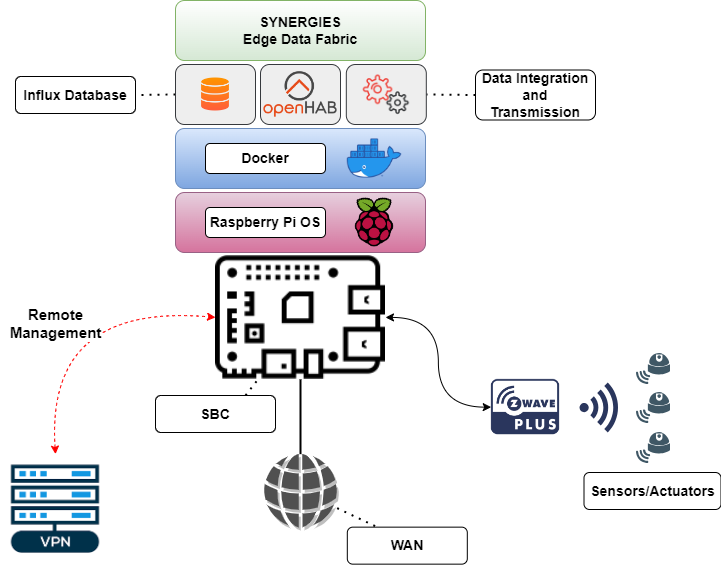 SYNERGIES
Edge Data Fabric
Influx Database
openHAB
Data Integration
and
Transmission
Docker
Raspberry Pi OS
Remote
Management
SBC
Z WAVE
PLUS
Sensors/Actuators
VPN
WAN